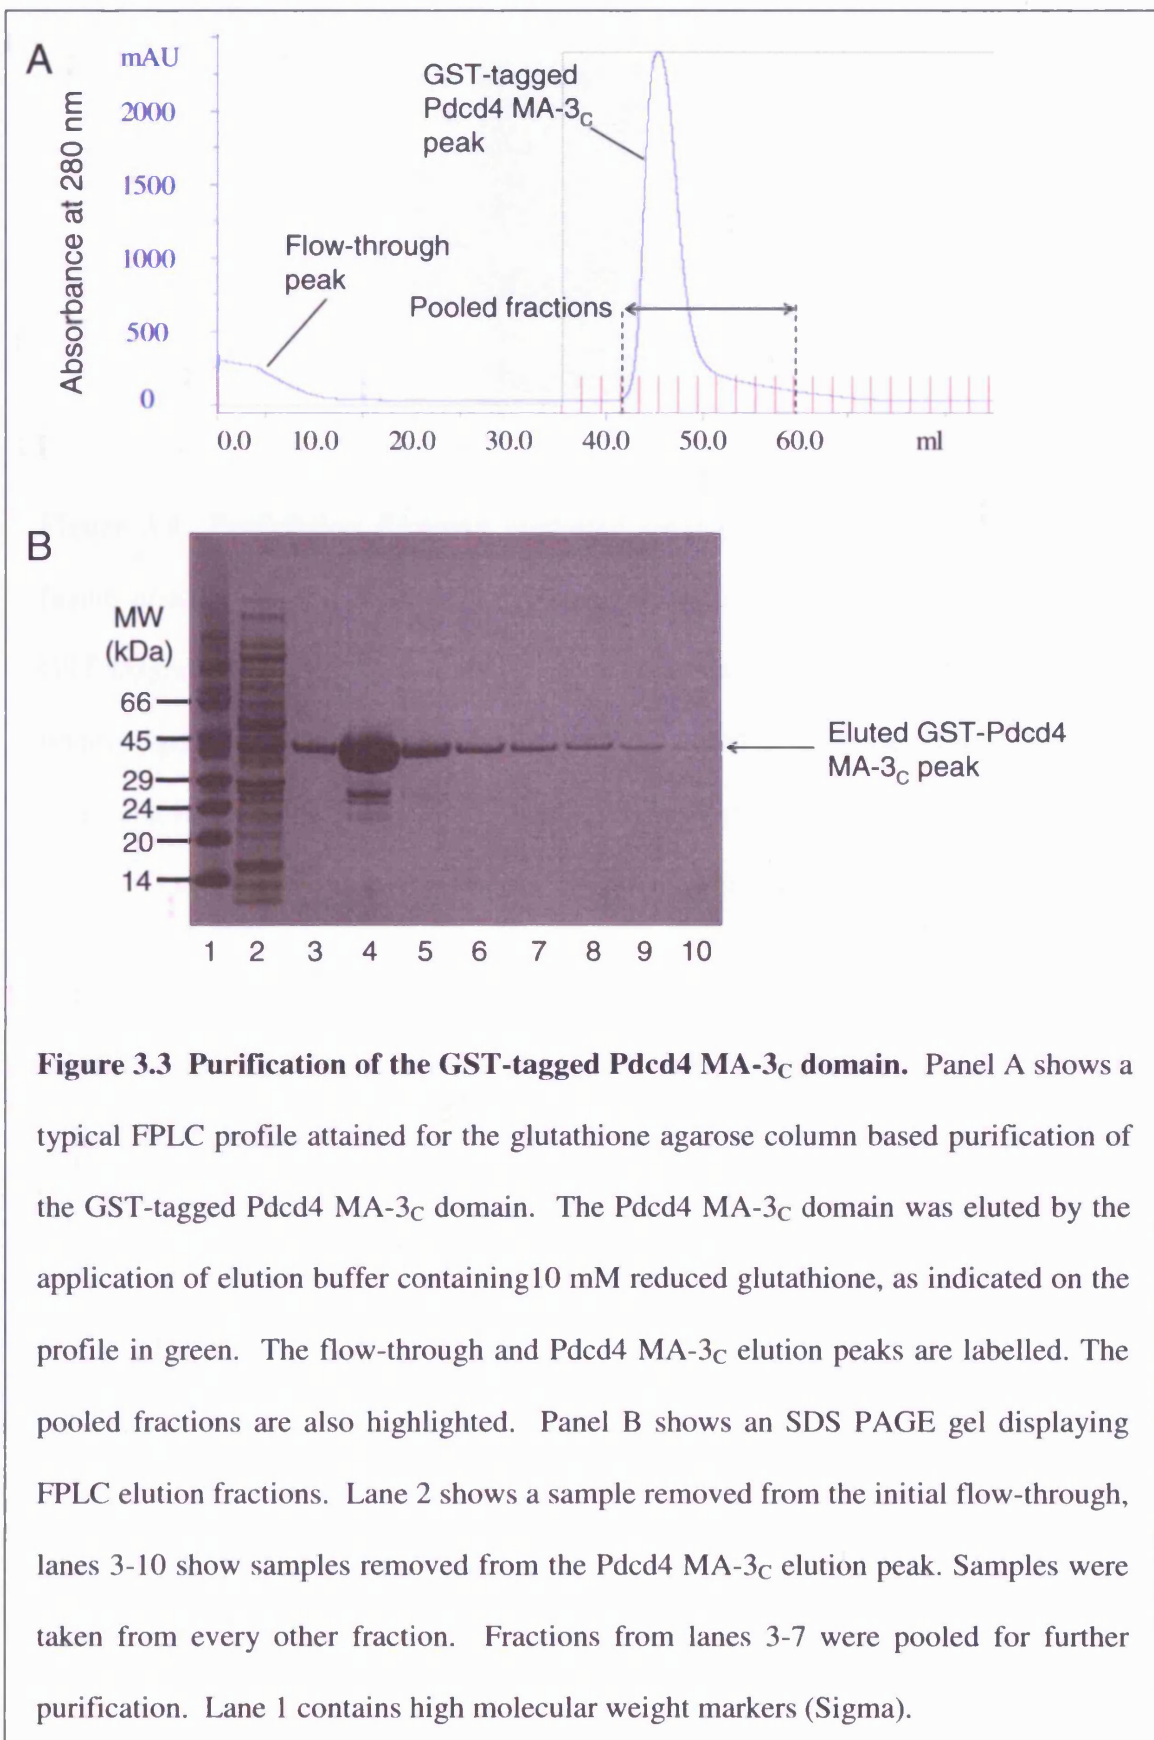 A
mAU
2000
1500
1000
500
0
Absorbance at 280 nm
GST-tagged
Pdcd4 MA-3C
peak
Flow-through
peak
Pooled fractions
0.0 10.0 20.0 30.0 40.0 50.0 60.0 ml
B
MW
(kDa)
66
45
29
24
20
14
Eluted GST-Pdcd4
MA-3C peak
1 2 3 4 5 6 7 8 9 10
Figure 3.3 Purification of the GST-tagged Pdcd4 MA-3C domain. Panel A shows a
typical FPLC profile attained for the glutathione agarose column based purification of
the GST-tagged Pdcd4 MA-3C domain. The Pdcd4 MA-3C domain was eluted by the
application of elution buffer containing10 mM reduced glutathione, as indicated on the
profile in green. The flow-through and Pdcd4 MA-3C elution peaks are labelled. The
pooled fractions are also highlighted. Panel B shows an SDS PAGE gel displaying
FPLC elution fractions. Lane 2 shows a sample removed from the initial flow-through,
lanes 3-10 show samples removed from the Pdcd4 MA-3C elution peak. Samples were
taken from every other fraction. Fractions from lanes 3-7 were pooled for further
purification. Lane 1 contains high molecular weight markers (Sigma).